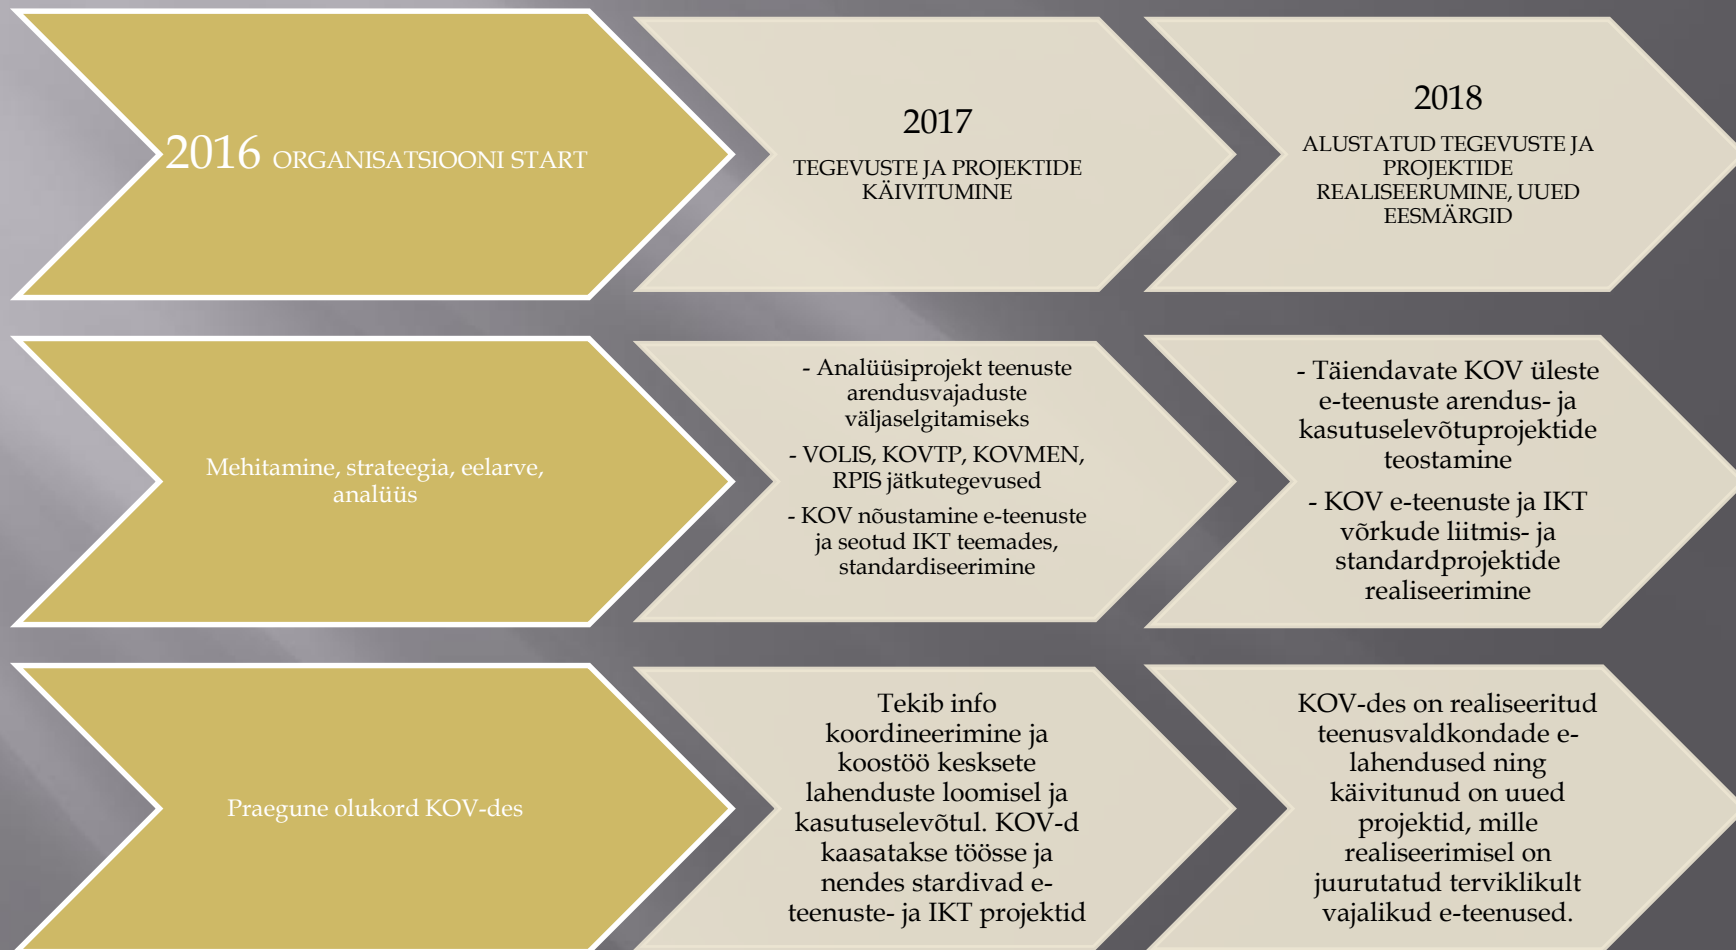 2016 ORGANISATSIOONI START
2017
TEGEVUSTE JA PROJEKTIDE
KÄIVITUMINE
2018
ALUSTATUD TEGEVUSTE JA
PROJEKTIDE
REALISEERUMINE, UUED
EESMÄRGID
Mehitamine, strateegia, eelarve,
analüüs
- Analüüsiprojekt teenuste
arendusvajaduste
väljaselgitamiseks
- VOLIS, KOVTP, KOVMEN,
RPIS jätkutegevused
- KOV nõustamine e-teenuste
ja seotud IKT teemades,
standardiseerimine
- Täiendavate KOV üleste
e-teenuste arendus- ja
kasutuselevõtuprojektide
teostamine
- KOV e-teenuste ja IKT
võrkude liitmis- ja
standardprojektide
realiseerimine
Praegune olukord KOV-des
Tekib info
koordineerimine ja
koostöö kesksete
lahenduste loomisel ja
kasutuselevõtul. KOV-d
kaasatakse töösse ja
nendes stardivad e-
teenuste- ja IKT projektid
KOV-des on realiseeritud
teenusvaldkondade e-
lahendused ning
käivitunud on uued
projektid, mille
realiseerimisel on
juurutatud terviklikult
vajalikud e-teenused.